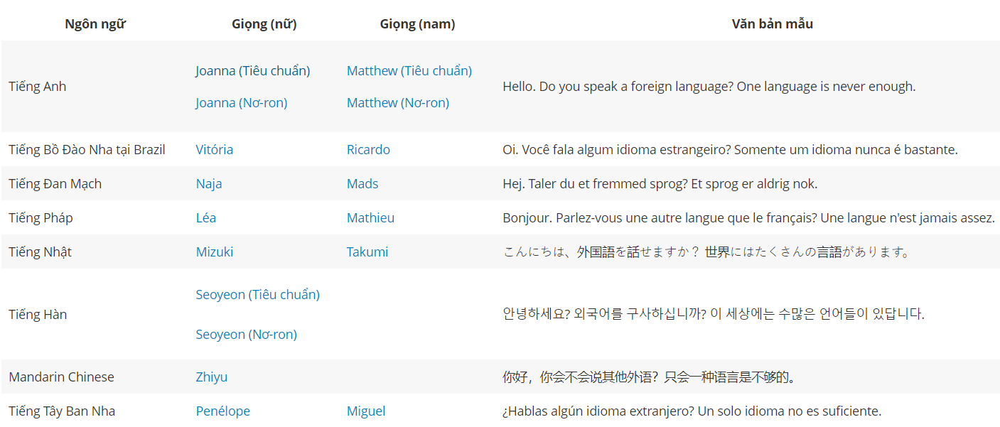 Ngôn ngữ Giọng (nữ) Giọng (nam) Văn bản mẫu
Joanna (Tiêu chuẩn) Matthew (Tiêu chuẩn)
Tiếng Anh Hello. Do you speak a foreign language? One language is never enough.
Joanna (Nơ-ron) Matthew (Nơ-ron)
Tiếng Bồ Đào Nha tại Brazil Vitória Ricardo Oi. Você fala algum idioma estrangeiro? Somente um idioma nunca é bastante.
Tiếng Đan Mạch Naja Mads Hej. Taler du et fremmed sprog? Et sprog er aldrig nok.
Tiếng Pháp Léa Mathieu Bonjour. Parlez-vous une autre langue que le français? Une langue n'est jamais assez.
Tiếng Nhật Mizuki Takumi こんにちは、外国語を話せますか？ 世界にはたくさんの言語があります。
Seoyeon (Tiêu chuẩn)
Tiếng Hàn 안녕하세요? 외국어를 구사하십니까? 이 세상에는 수많은 언어들이 있답니다.
Seoyeon (Nơ-ron)
Mandarin Chinese Zhiyu 你好，你会不会说其他外语？只会一种语言是不够的。
Tiếng Tây Ban Nha Penélope Miguel ¿Hablas algún idioma extranjero? Un solo idioma no es suficiente.